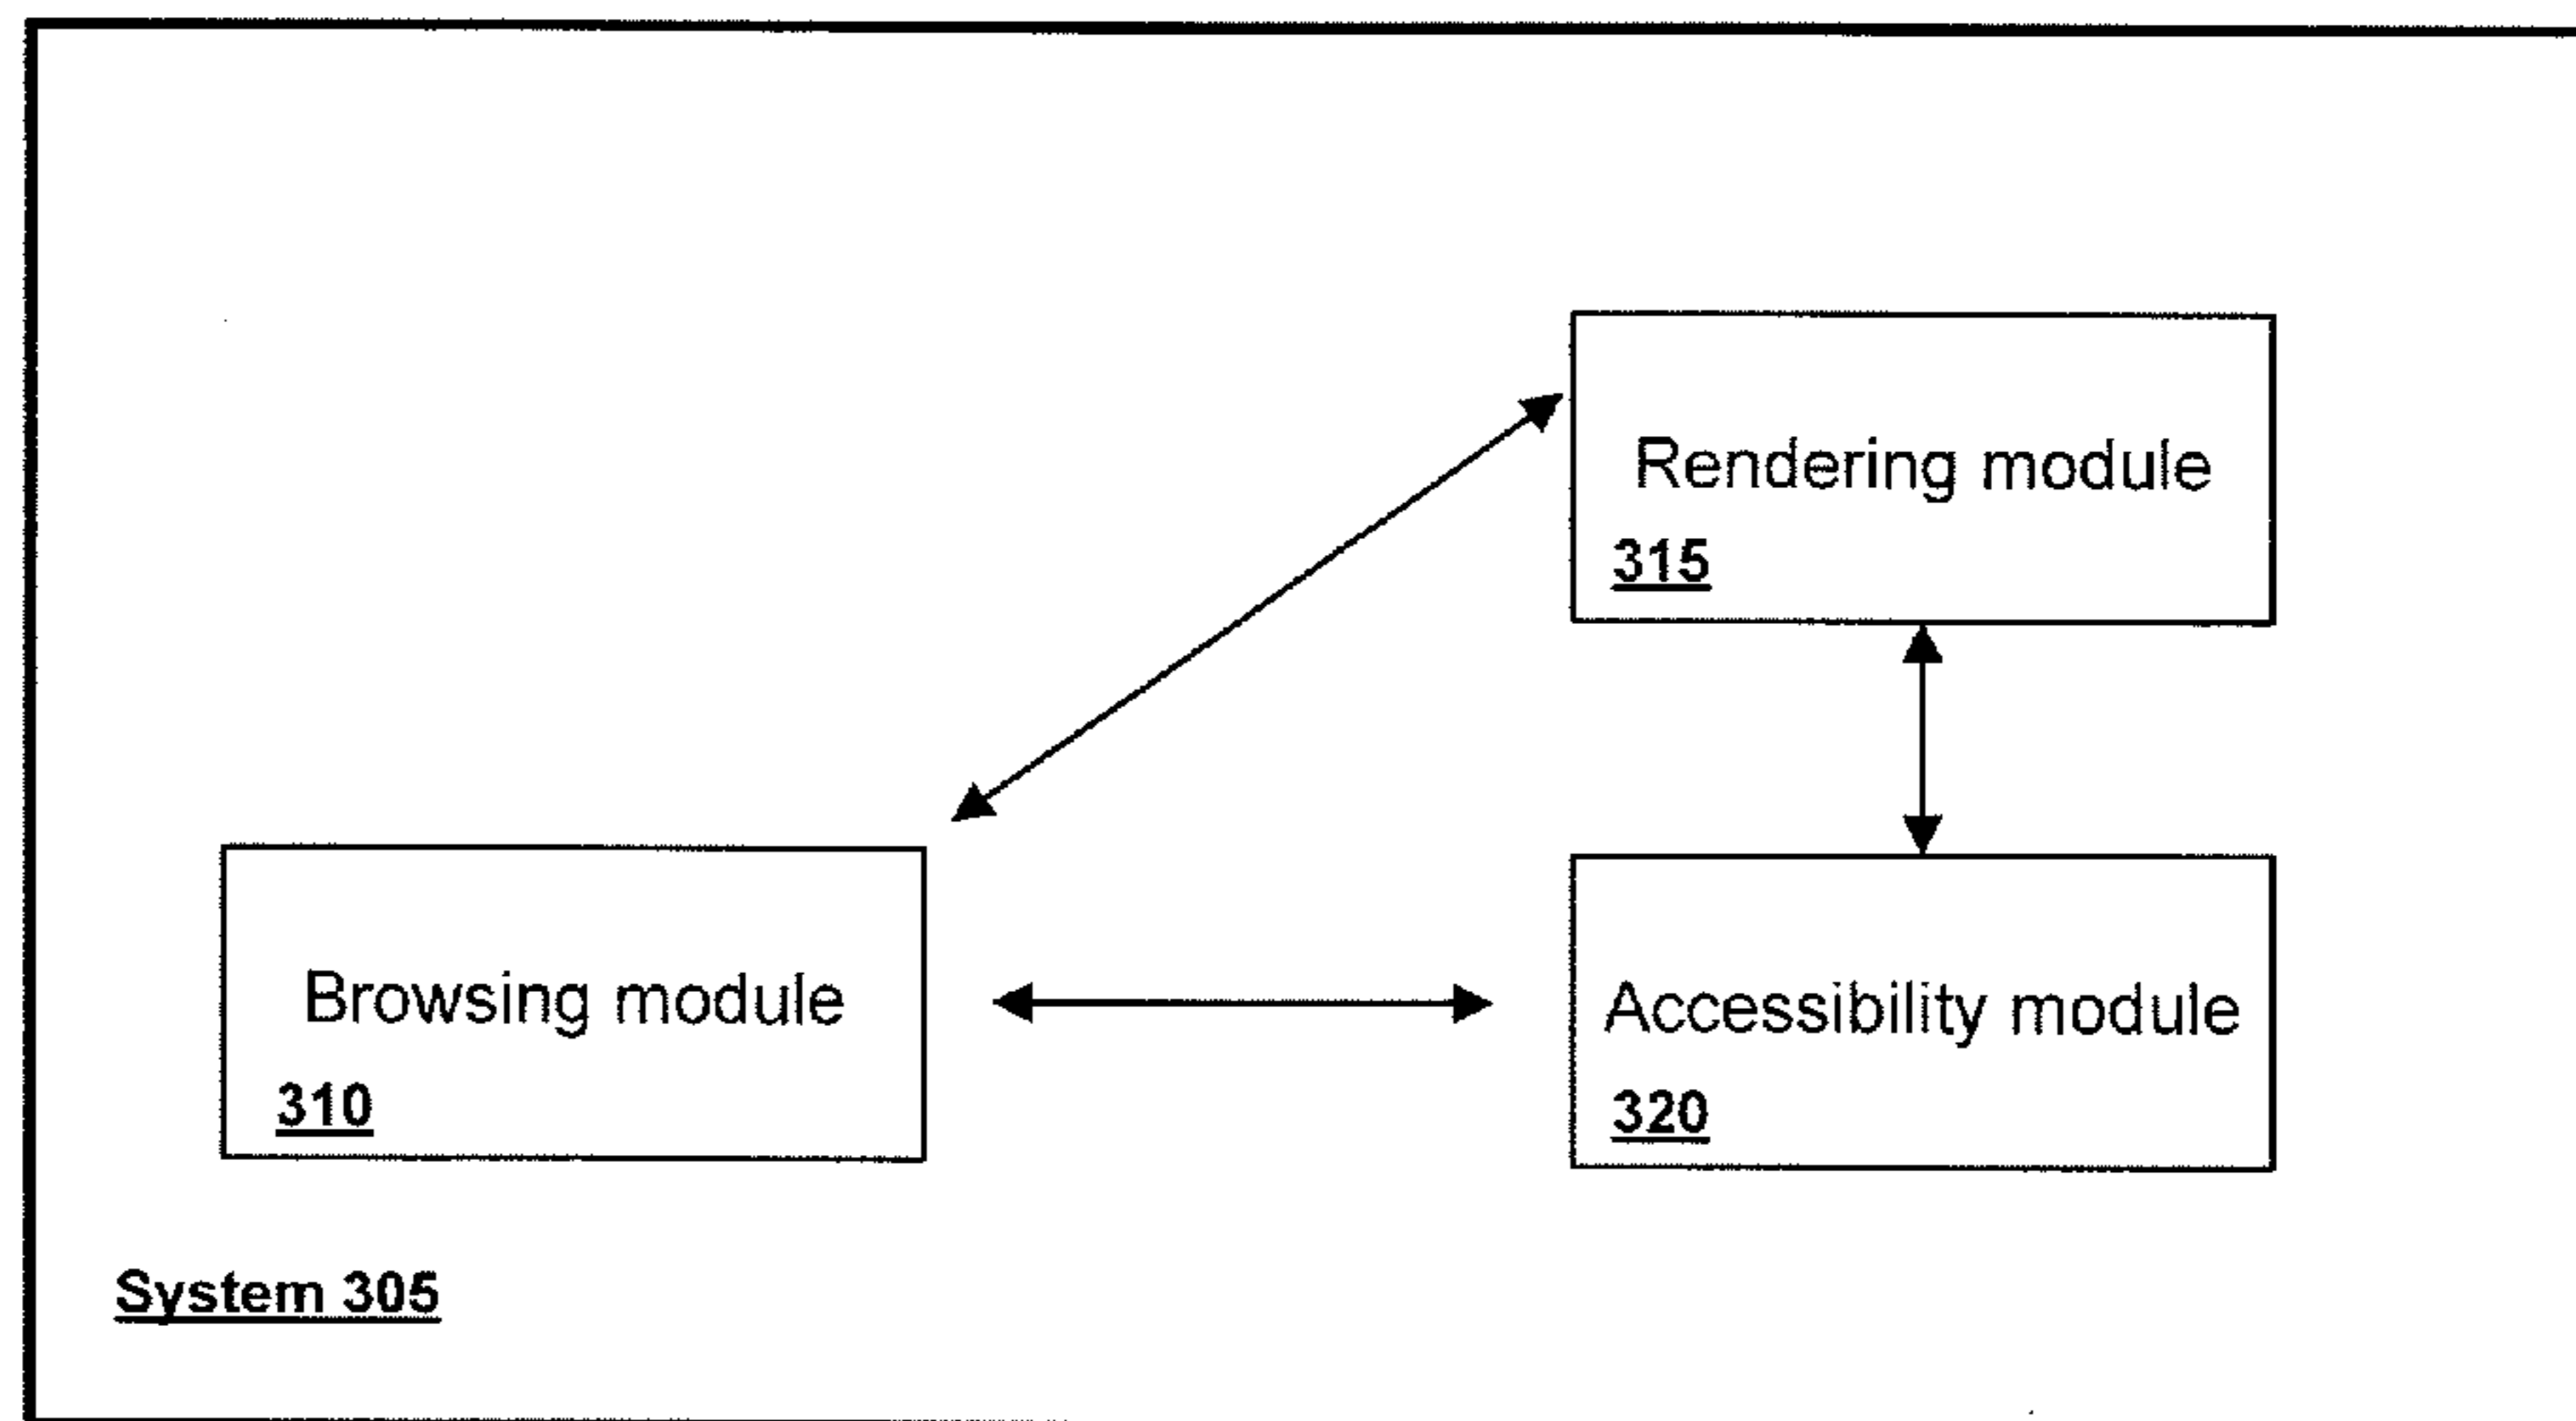 Rendering module
315
Browsing module
310
Accessibility module
320
System 305